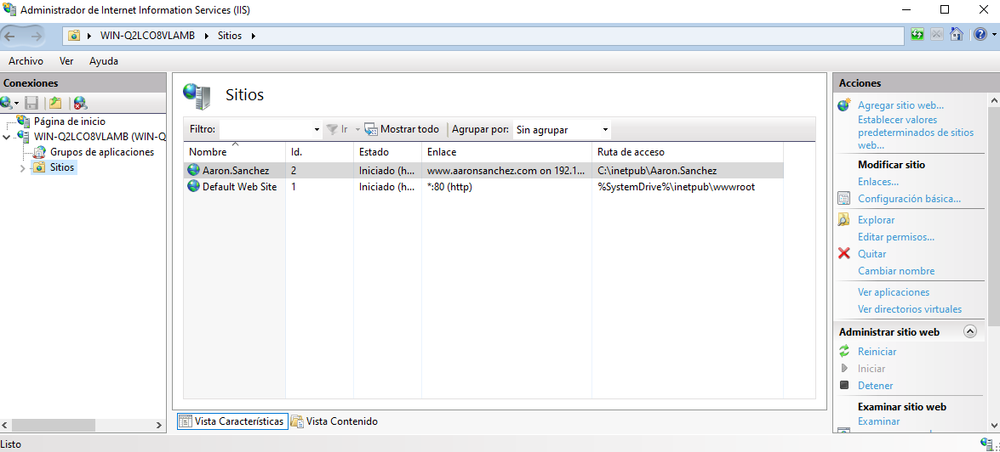 Administrador de Internet Information Services (IIS)
WIN-Q2LCO8VLAMB Sitios
Archivo Ver Ayuda
Conexiones
Página de inicio
WIN-Q2LCO8VLAMB (WIN-Q
Grupos de aplicaciones
Sitios
Sitios
Filtro: Ir Mostrar todo Agrupar por: Sin agrupar
Nombre Id. Estado Enlace Ruta de acceso
Aaron.Sanchez 2 Iniciado (h... www.aaronsanchez.com on 192.1... C:\inetpub\Aaron.Sanchez
Default Web Site 1 Iniciado (h... *:80 (http) %SystemDrive%\inetpub\wwwroot
Vista Características Vista Contenido
Acciones
Agregar sitio web...
Establecer valores
predeterminados de sitios
web...
Modificar sitio
Enlaces...
Configuración básica...
Explorar
Editar permisos...
Quitar
Cambiar nombre
Ver aplicaciones
Ver directorios virtuales
Administrar sitio web
Reiniciar
Iniciar
Detener
Examinar sitio web
Examinar
Listo